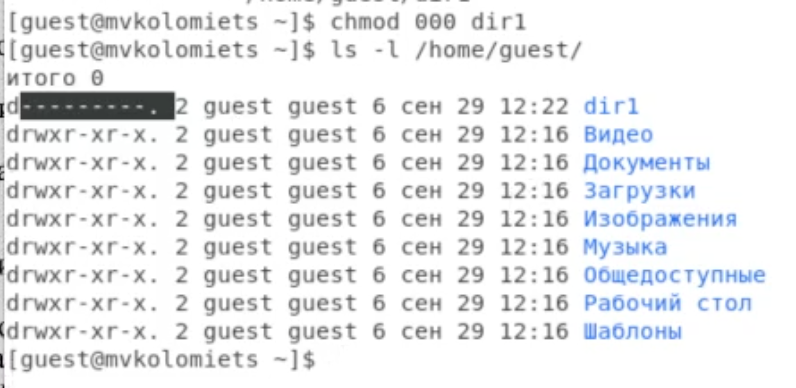 /home/guest/dir1
[guest@mvkolomiets ~]$ chmod 000 dir1
[guest@mvkolomiets ~]$ ls -l /home/guest/
итого 0
d---------. 2 guest guest 6 сен 29 12:22 dir1
drwxr-xr-x. 2 guest guest 6 сен 29 12:16 Видео
drwxr-xr-x. 2 guest guest 6 сен 29 12:16 Документы
drwxr-xr-x. 2 guest guest 6 сен 29 12:16 Загрузки
drwxr-xr-x. 2 guest guest 6 сен 29 12:16 Изображения
drwxr-xr-x. 2 guest guest 6 сен 29 12:16 Музыка
drwxr-xr-x. 2 guest guest 6 сен 29 12:16 Общедоступные
drwxr-xr-x. 2 guest guest 6 сен 29 12:16 Рабочий стол
drwxr-xr-x. 2 guest guest 6 сен 29 12:16 Шаблоны
[guest@mvkolomiets ~]$